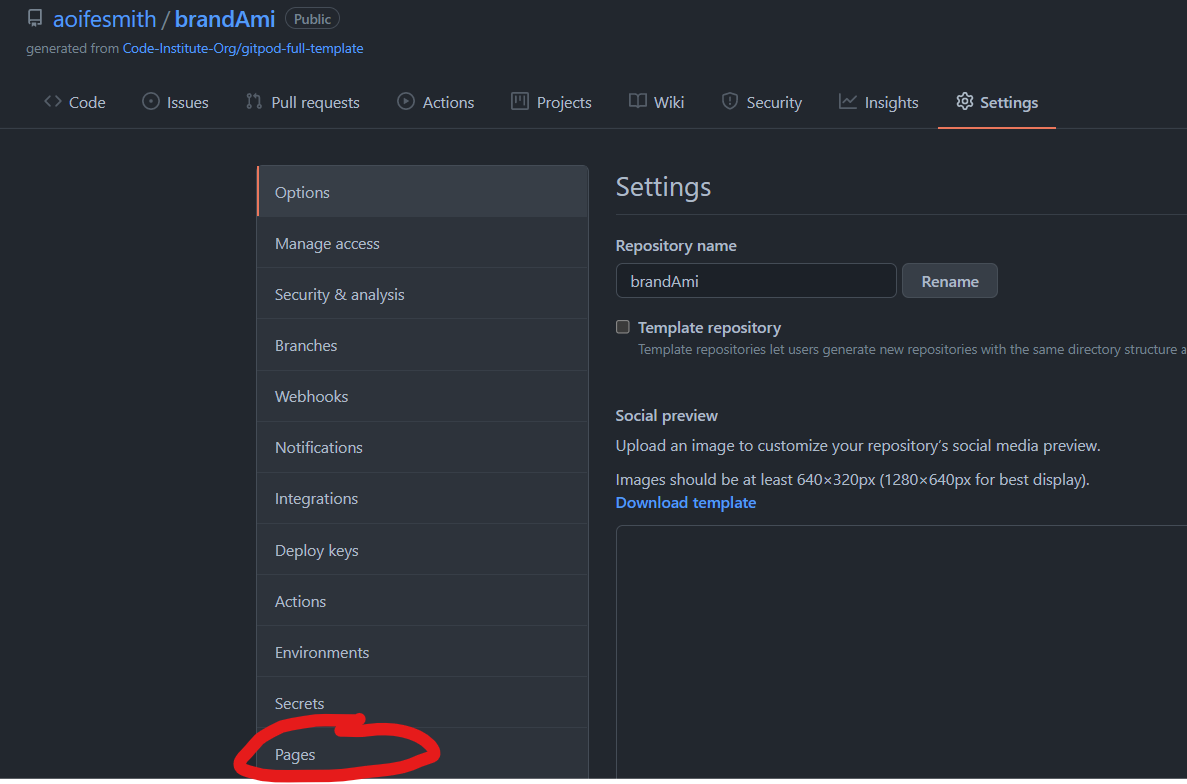 aoifesmith / brandAmi Public
generated from Code-Institute-Org/gitpod-full-template
Code Issues Pull requests Actions Projects Wiki Security Insights Settings
Options
Manage access
Security & analysis
Branches
Webhooks
Notifications
Integrations
Deploy keys
Actions
Environments
Secrets
Pages
Settings
Repository name
brandAmi Rename
Template repository
Template repositories let users generate new repositories with the same directory structure a
Social preview
Upload an image to customize your repository’s social media preview.
Images should be at least 640×320px (1280×640px for best display).
Download template